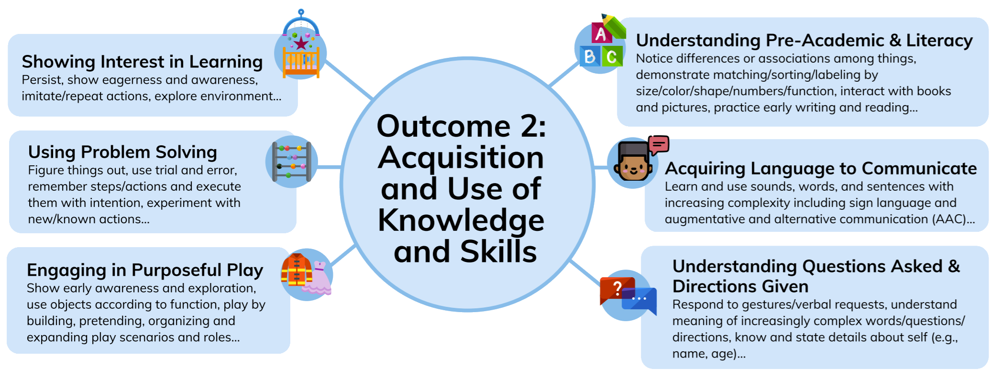 Showing Interest in Learning
Persist, show eagerness and awareness,
imitate/repeat actions, explore environment...
Using Problem Solving
Figure things out, use trial and error,
remember steps/actions and execute
them with intention, experiment with
new/known actions...
Engaging in Purposeful Play
Show early awareness and exploration,
use objects according to function, play by
building, pretending, organizing and
expanding play scenarios and roles...
Outcome 2:
Acquisition
and Use of
Knowledge
and Skills
A
B C
Understanding Pre-Academic & Literacy
Notice differences or associations among things,
demonstrate matching/sorting/labeling by
size/color/shape/numbers/function, interact with books
and pictures, practice early writing and reading...
Acquiring Language to Communicate
Learn and use sounds, words, and sentences with
increasing complexity including sign language and
augmentative and alternative communication (AAC)...
?
...
Understanding Questions Asked &
Directions Given
Respond to gestures/verbal requests, understand
meaning of increasingly complex words/questions/
directions, know and state details about self (e.g.,
name, age)...